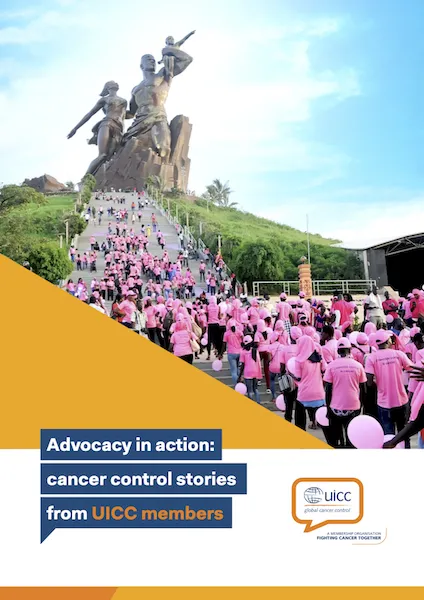 Advocacy in action:
cancer control stories
from UICC members
uicc
global cancer control
A MEMBERSHIP ORGANISATION
FIGHTING CANCER TOGETHER